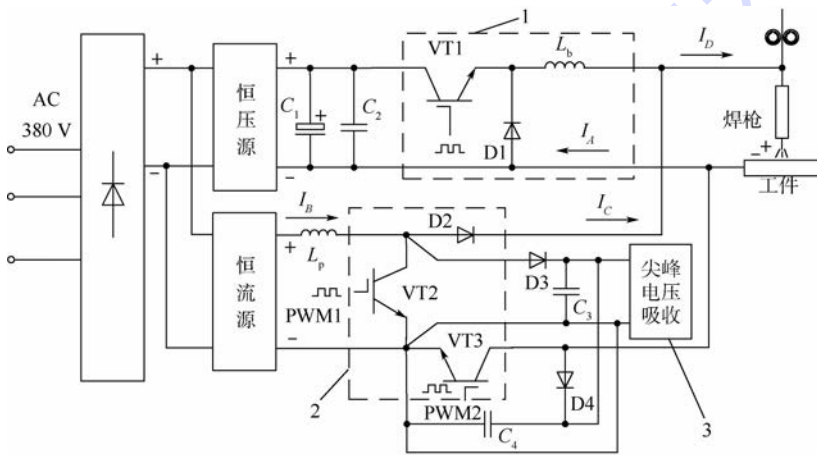 1
VT1
L_b
I_D
AC
380 V
+
+
恒压源
C_1
+
C_2
D1
I_A
焊枪
+
−
工件
−
−
I_B
+
L_p
D2
I_C
恒流源
VT2
D3
C_3
尖峰
电压
吸收
PWM1
−
VT3
D4
2
PWM2
3
C_4